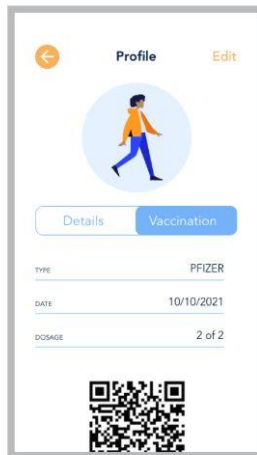 Profile Edit
Details Vaccination
TYPE PFIZER
DATE 10/10/2021
DOSAGE 2 of 2